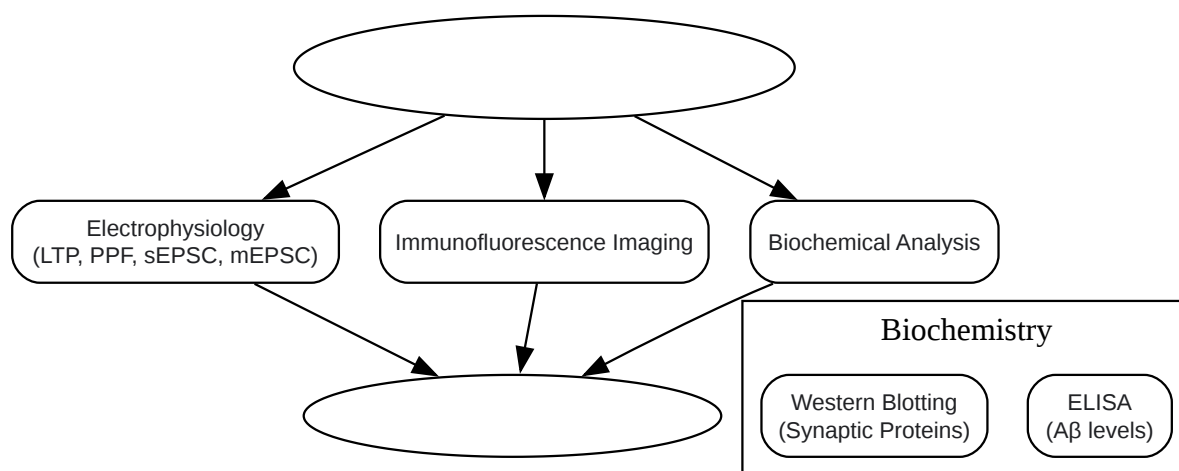 Electrophysiology
(LTP, PPF, sEPSC, mEPSC)
Immunofluorescence Imaging
Biochemical Analysis
Biochemistry
Western Blotting
(Synaptic Proteins)
ELISA
(Aβ levels)